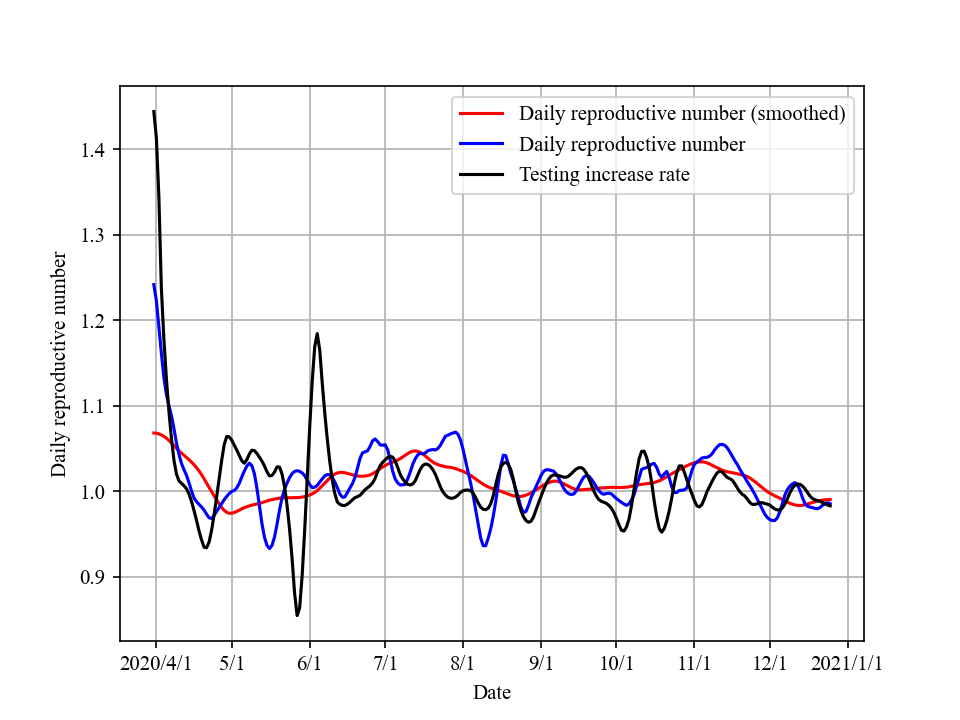 Daily reproductive number (smoothed)
Daily reproductive number
Testing increase rate
Daily reproductive number
1.4
1.3
1.2
1.1
1.0
0.9
2020/4/1 5/1 6/1 7/1 8/1 9/1 10/1 11/1 12/1 2021/1/1
Date